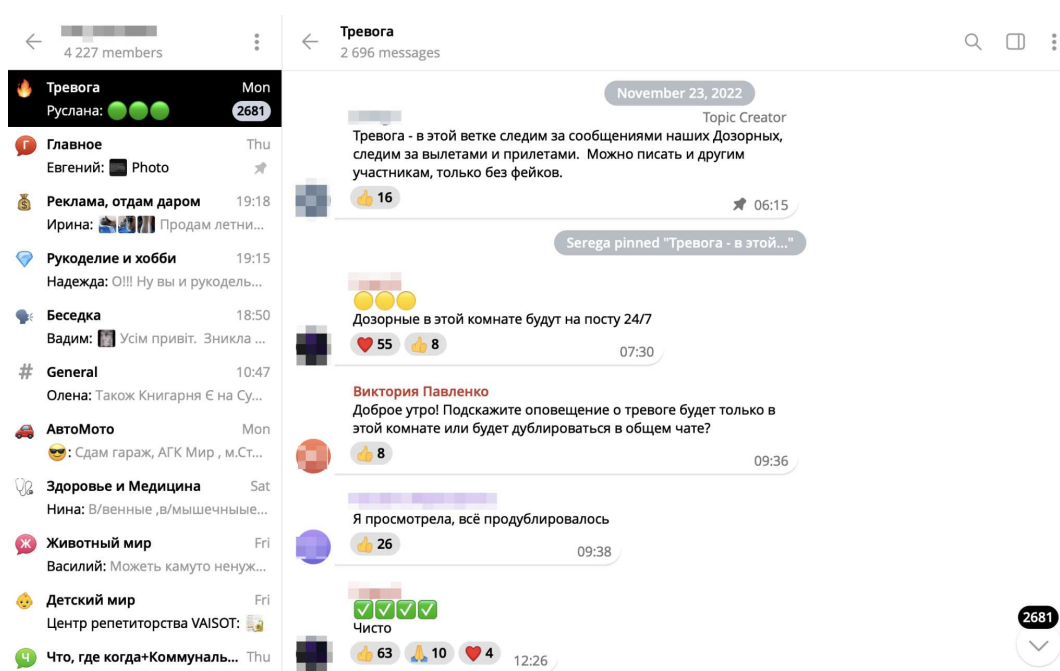 4 227 members
Тревога Mon
Руслана: 2681
Главное Thu
Евгений: Photo
Реклама, отдам даром 19:18
Ирина: Продам летни...
Рукоделие и хобби 19:15
Надежда: О!!! Ну вы и рукодель...
Беседка 18:50
Вадим: Усім привіт. Зникла ...
# General 10:47
Олена: Також Книгарня Є на Су...
АвтоМото Mon
😎: Сдам гараж, АГК Мир , м.Ст...
Здоровье и Медицина Sat
Нина: В/венные ,в/мышечныые...
Ж Животный мир Fri
Василий: Можеть камуто ненуж...
Детский мир Fri
Центр репетиторства VAISOT:
Ч Что, где когда+Коммуналь... Thu
Тревога
2 696 messages
November 23, 2022
Topic Creator
Тревога - в этой ветке следим за сообщениями наших Дозорных,
следим за вылетами и прилетами. Можно писать и другим
участникам, только без фейков.
16
06:15
Serega pinned "Тревога - в этой..."
Дозорные в этой комнате будут на посту 24/7
55 8
07:30
Виктория Павленко
Доброе утро! Подскажите оповещение о тревоге будет только в
этой комнате или будет дублироваться в общем чате?
8
09:36
Я просмотрела, всё продублировалось
26
09:38
Чисто
63 10 4
12:26
2681